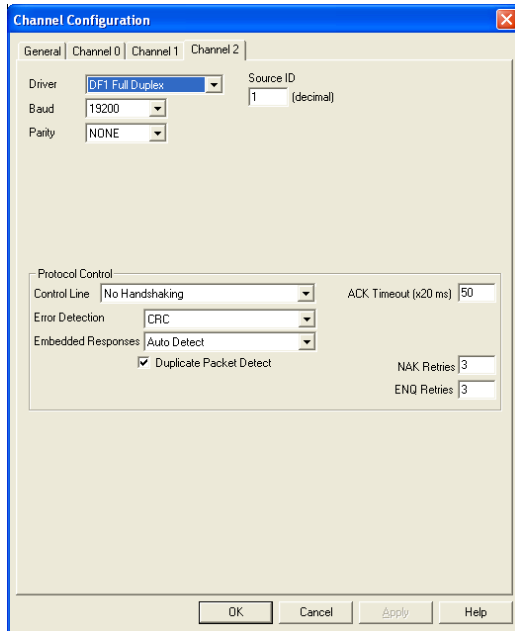 Channel Configuration
General Channel 0 Channel 1 Channel 2
Driver DF1 Full Duplex Source ID
1 (decimal)
Baud 19200
Parity NONE
Protocol Control
Control Line No Handshaking ACK Timeout (x20 ms) 50
Error Detection CRC
Embedded Responses Auto Detect
Duplicate Packet Detect NAK Retries 3
ENQ Retries 3
OK Cancel Apply Help